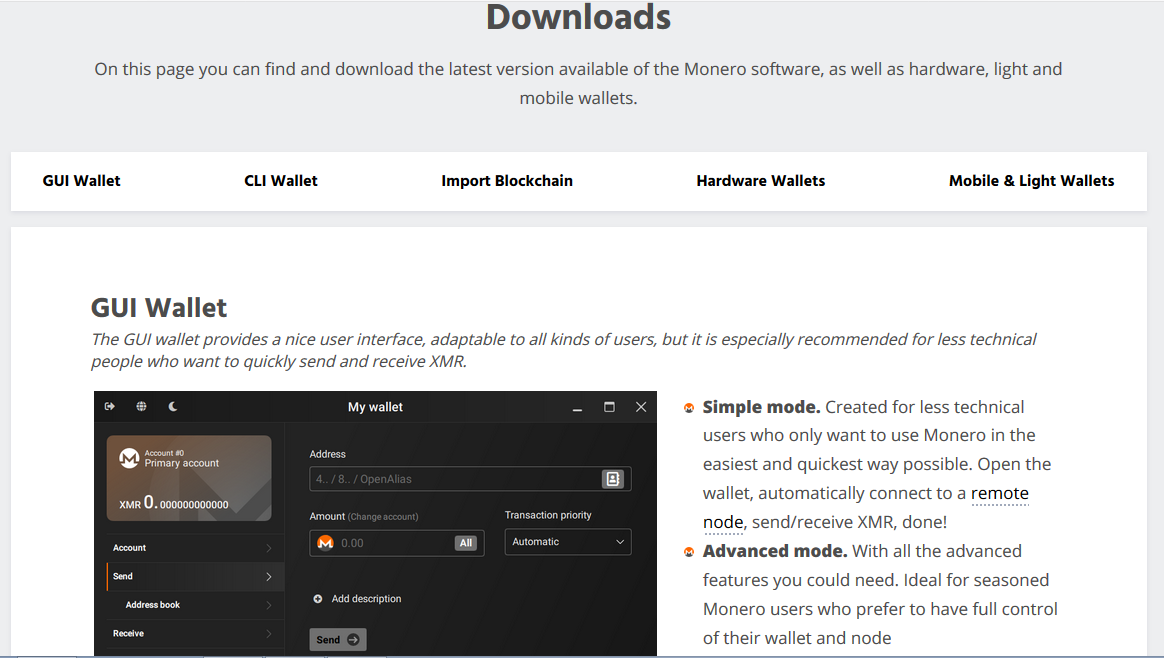 Downloads
On this page you can find and download the latest version available of the Monero software, as well as hardware, light and
mobile wallets.
GUI Wallet
CLI Wallet
Import Blockchain
Hardware Wallets
Mobile & Light Wallets
GUI Wallet
The GUI wallet provides a nice user interface, adaptable to all kinds of users, but it is especially recommended for less technical
people who want to quickly send and receive XMR.
My wallet
Account #0
Primary account
XMR 0.000000000000
Account
Send
Address book
Receive
Address
4.. / 8.. / OpenAlias
Amount (Change account)
Transaction priority
0.00
All
Automatic
Add description
Send
Simple mode. Created for less technical
users who only want to use Monero in the
easiest and quickest way possible. Open the
wallet, automatically connect to a remote
node, send/receive XMR, done!
Advanced mode. With all the advanced
features you could need. Ideal for seasoned
Monero users who prefer to have full control
of their wallet and node